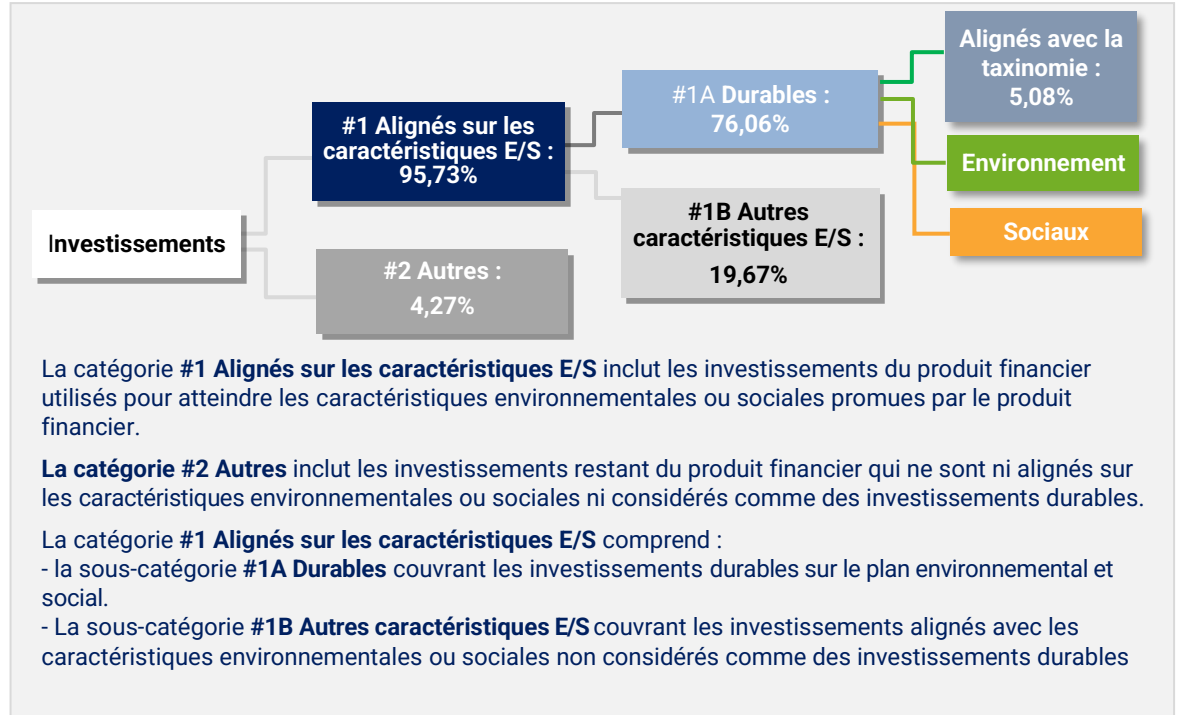 Alignés avec la
taxinomie :
5,08%
#1A Durables :
76,06%
#1 Alignés sur les
caractéristiques E/S :
95,73%
Environnement
#1B Autres
caractéristiques E/S :
19,67%
Sociaux
Investissements
#2 Autres :
4,27%
La catégorie #1 Alignés sur les caractéristiques E/S inclut les investissements du produit financier
utilisés pour atteindre les caractéristiques environnementales ou sociales promues par le produit
financier.
La catégorie #2 Autres inclut les investissements restant du produit financier qui ne sont ni alignés sur
les caractéristiques environnementales ou sociales ni considérés comme des investissements durables.
La catégorie #1 Alignés sur les caractéristiques E/S comprend :
- la sous-catégorie #1A Durables couvrant les investissements durables sur le plan environnemental et
social.
- La sous-catégorie #1B Autres caractéristiques E/S couvrant les investissements alignés avec les
caractéristiques environnementales ou sociales non considérés comme des investissements durables